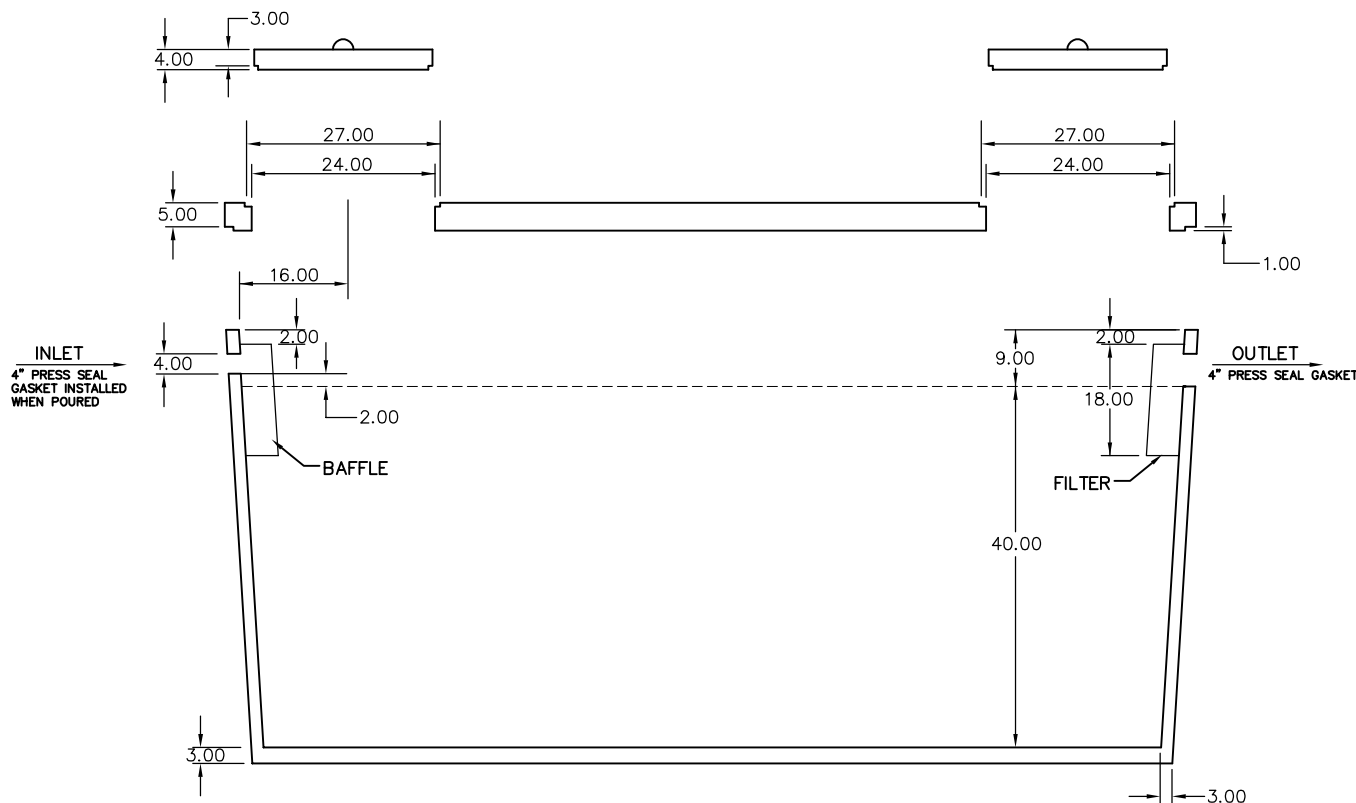 3.00
4.00
27.00
27.00
24.00
24.00
5.00
1.00
16.00
2.00
2.00
INLET
4.00
9.00
OUTLET
4" PRESS SEAL
GASKET INSTALLED
WHEN POURED
4" PRESS SEAL GASKET
2.00
18.00
BAFFLE
FILTER
40.00
3.00
3.00